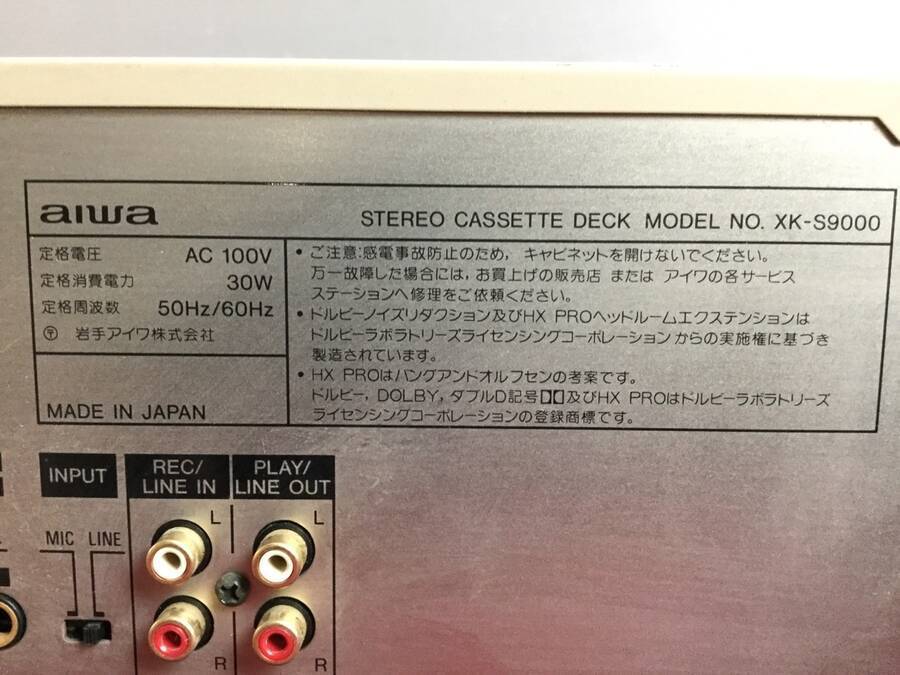 aiwa
STEREO CASSETTE DECK MODEL NO. XK-S9000
定格電圧 AC 100V
定格消費電力 30W
定格周波数 50Hz/60Hz
〶 岩手アイワ株式会社
MADE IN JAPAN
• ご注意:感電事故防止のため, キャビネットを開けないでください。
万一故障した場合には, お買上げの販売店 または アイワの各サービス
ステーションへ修理をご依頼ください。
• ドルビーノイズリダクション及びHX PROヘッドルームエクステンションは
ドルビーラボラトリーズライセンシングコーポレーションからの実施権に基づき
製造されています。
• HX PROはバングアンドオルフセンの考案です。
ドルビー, DOLBY, ダブルD記号及びHX PROはドルビーラボラトリーズ
ライセンシングコーポレーションの登録商標です。
INPUT
MIC LINE
REC/
LINE IN
PLAY/
LINE OUT
L L
R R